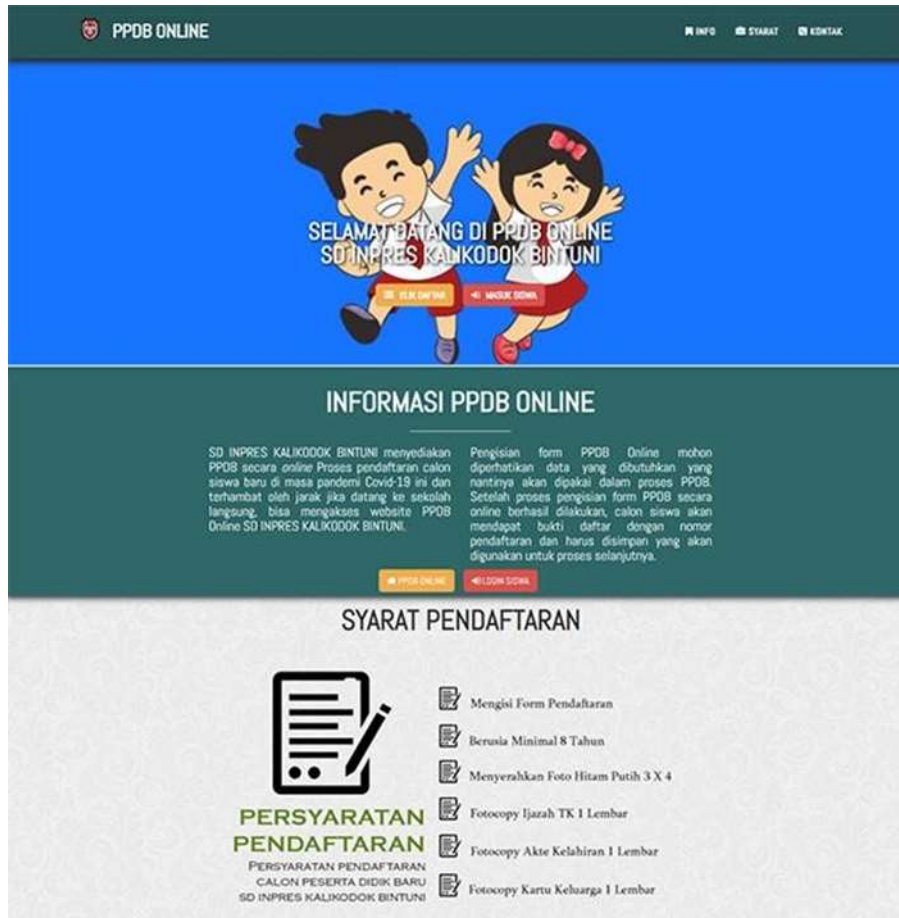 PPDB ONLINE
INFO
SYARAT
KONTAK
SELAMAT DATANG DI PPDB ONLINE
SD INPRES KALIKODOK BINTUNI
KLIK DAFTAR
MASUK SISWA
INFORMASI PPDB ONLINE
SD INPRES KALIKODOK BINTUNI menyediakan
PPDB secara online Proses pendaftaran calon
siswa baru di masa pandemi Covid-19 ini dan
terhambat oleh jarak jika datang ke sekolah
langsung, bisa mengakses website PPDB
Online SD INPRES KALIKODOK BINTUNI.
Pengisian form PPDB Online mohon
diperhatikan data yang dibutuhkan yang
nantinya akan dipakai dalam proses PPDB.
Setelah proses pengisian form PPDB secara
online berhasil dilakukan, calon siswa akan
mendapat bukti daftar dengan nomor
pendaftaran dan harus disimpan yang akan
digunakan untuk proses selanjutnya.
PPDB ONLINE
LOGIN SISWA
SYARAT PENDAFTARAN
PERSYARATAN
PENDAFTARAN
PERSYARATAN PENDAFTARAN
CALON PESERTA DIDIK BARU
SD INPRES KALIKODOK BINTUNI
Mengisi Form Pendaftaran
Berusia Minimal 8 Tahun
Menyerahkan Foto Hitam Putih 3 X 4
Fotocopy Ijazah TK 1 Lembar
Fotocopy Akte Kelahiran 1 Lembar
Fotocopy Kartu Keluarga 1 Lembar